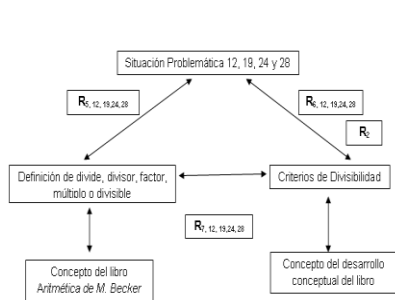 Situación Problemática 12, 19, 24 y 28
R5, 12, 19,24, 28
R6, 12, 19,24, 28
R2
Definición de divide, divisor, factor,
múltiplo o divisible
Criterios de Divisibilidad
R7, 12, 19,24, 28
Concepto del libro
Aritmética de M. Becker
Concepto del desarrollo
conceptual del libro